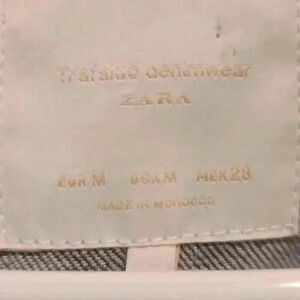 Trafaluc denimwear
ZARA
EUR M USA M MEX 28
MADE IN MOROCCO